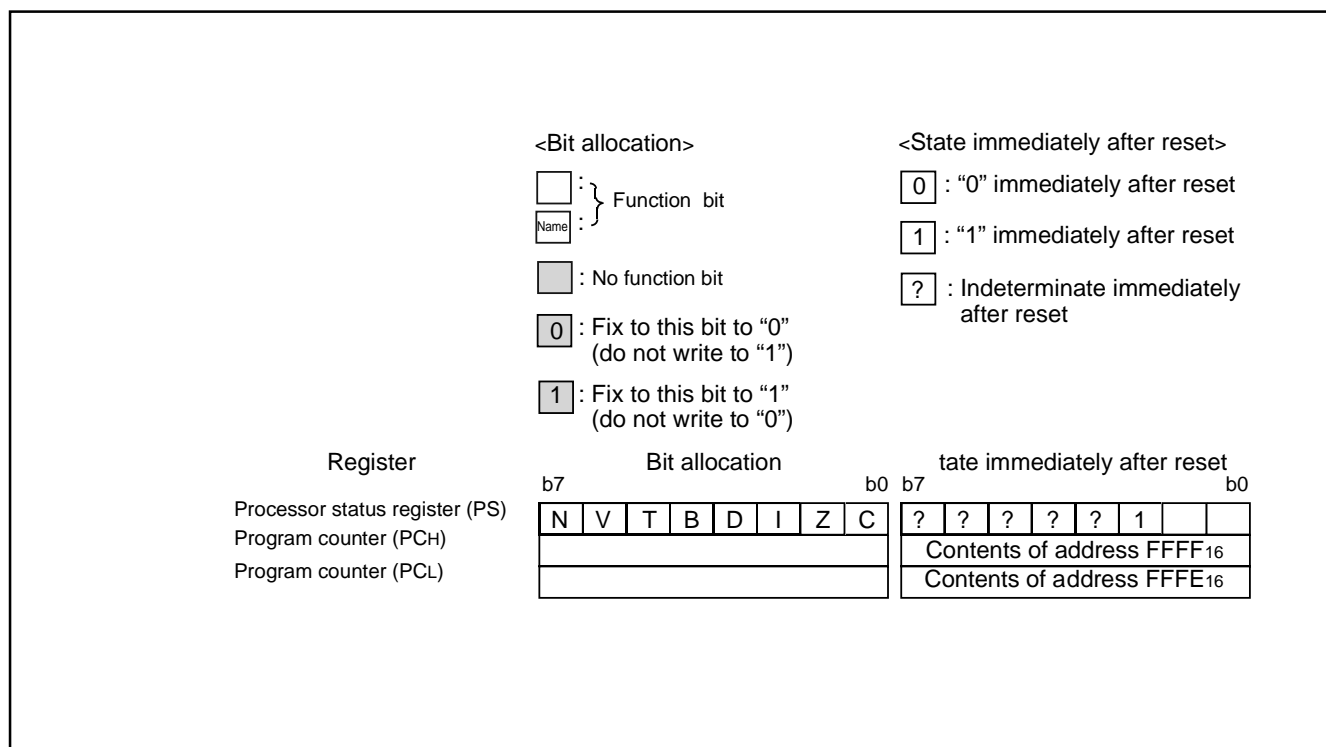 <Bit allocation>
:
Function bit
Name :
: No function bit
0 : Fix to this bit to “0”
(do not write to “1”)
1 : Fix to this bit to “1”
(do not write to “0”)
<State immediately after reset>
0 : “0” immediately after reset
1 : “1” immediately after reset
? : Indeterminate immediately
after reset
Register Bit allocation tate immediately after reset
b7 b0 b7 b0
Processor status register (PS) N V T B D I Z C ? ? ? ? ? 1
Program counter (PCH) Contents of address FFFF16
Program counter (PCL) Contents of address FFFE16